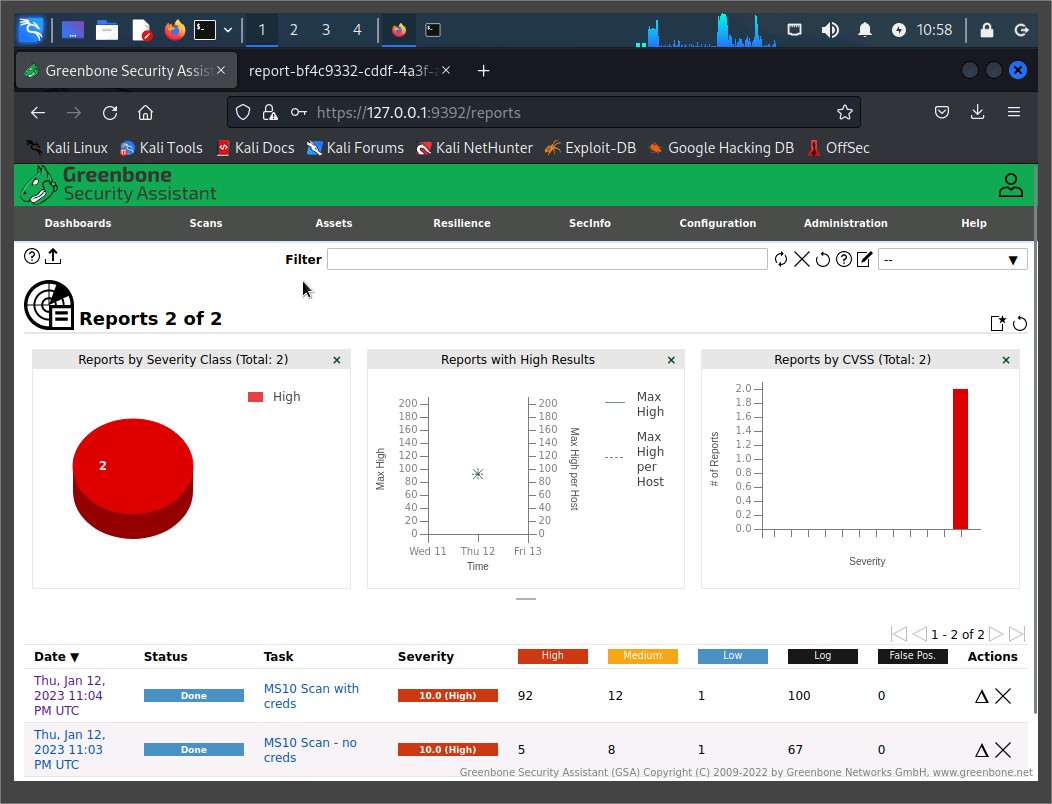 1 2 3 4 10:58
Greenbone Security Assist × report-bf4c9332-cddf-4a3f- × +
https://127.0.0.1:9392/reports
Kali Linux Kali Tools Kali Docs Kali Forums Kali NetHunter Exploit-DB Google Hacking DB OffSec
Greenbone
Security Assistant
Dashboards Scans Assets Resilience SecInfo Configuration Administration Help
Filter --
Reports 2 of 2
Reports by Severity Class (Total: 2) ×
High
2
Reports with High Results ×
Max High
200
180
160
140
120
100
80
60
40
20
0
200
180
160
140
120
100
80
60
40
20
0
Max High per Host
Wed 11 Thu 12 Fri 13
Time
Max
High
Max
High
per
Host
Reports by CVSS (Total: 2) ×
# of Reports
2.0
1.8
1.6
1.4
1.2
1.0
0.8
0.6
0.4
0.2
0.0
Severity
1 - 2 of 2
Date ▼ Status Task Severity High Medium Low Log False Pos. Actions
Thu, Jan 12,
2023 11:04
PM UTC
Done
MS10 Scan with
creds
10.0 (High) 92 12 1 100 0
Thu, Jan 12,
2023 11:03
PM UTC
Done
MS10 Scan - no
creds
10.0 (High) 5 8 1 67 0
Greenbone Security Assistant (GSA) Copyright (C) 2009-2022 by Greenbone Networks GmbH, www.greenbone.net